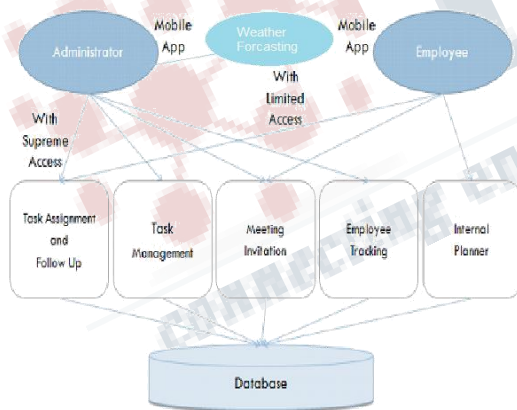 Administrator
Mobile
App
Weather
Forcasting
Mobile
App
Employee
With
Limited
Access
With
Supreme
Access
Task Assignment
and
Follow Up
Task
Management
Meeting
Invitation
Employee
Tracking
Internal
Planner
connecting
Database